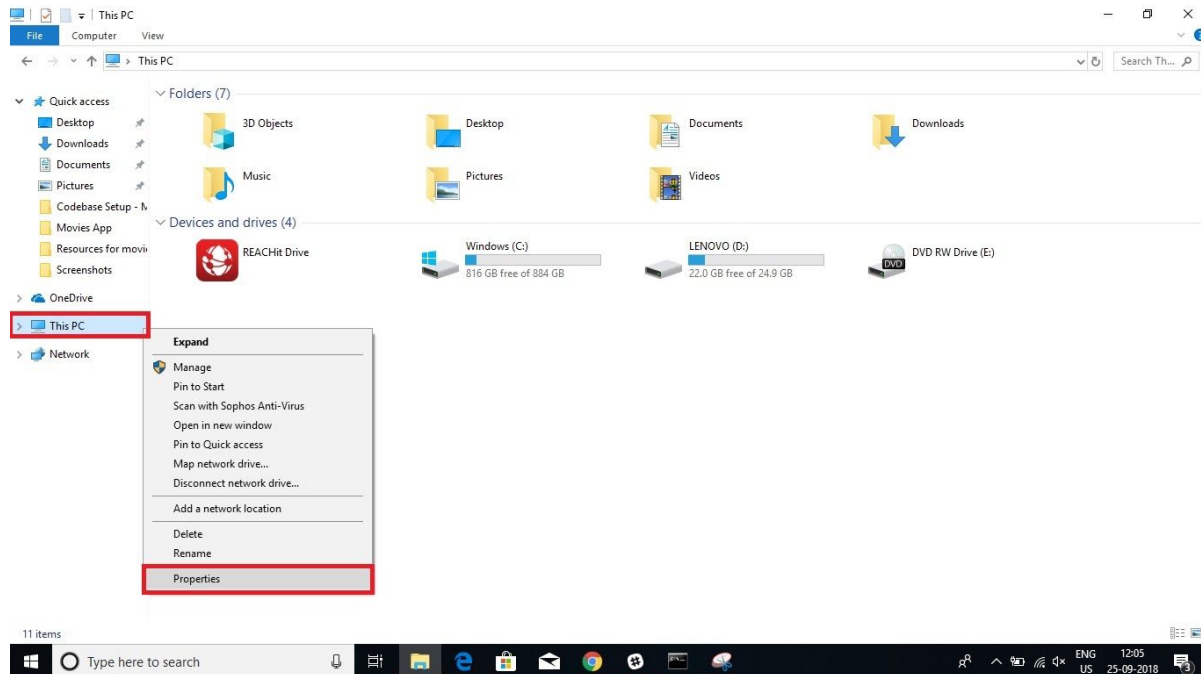 This PC
File Computer View
This PC
Search Th...
Quick access
Desktop
Downloads
Documents
Pictures
Codebase Setup - M
Movies App
Resources for movie
Screenshots
OneDrive
This PC
Network
Folders (7)
3D Objects
Desktop
Documents
Downloads
Music
Pictures
Videos
Devices and drives (4)
REACHit Drive
Windows (C:)
816 GB free of 884 GB
LENOVO (D:)
22.0 GB free of 24.9 GB
DVD
DVD RW Drive (E:)
Expand
Manage
Pin to Start
Scan with Sophos Anti-Virus
Open in new window
Pin to Quick access
Map network drive...
Disconnect network drive...
Add a network location
Delete
Rename
Properties
11 items
Type here to search
ENG
US
12:05
25-09-2018
3